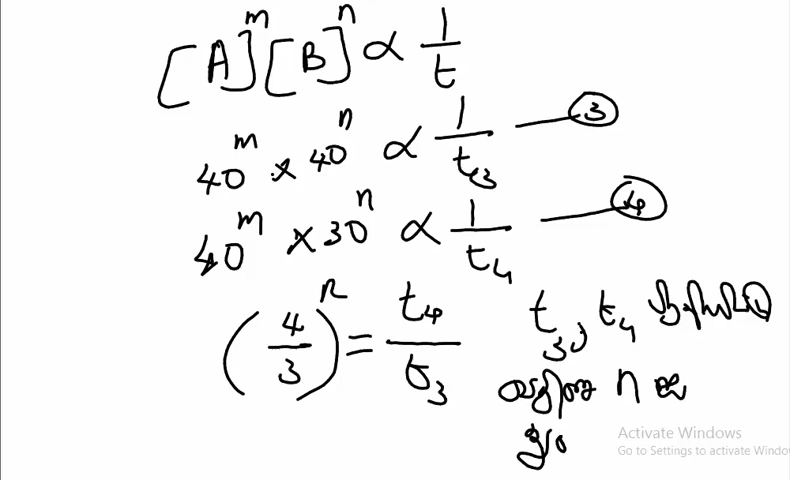 [A]^m [B]^n ∝ 1/t
40^m × 40^n ∝ 1/t₃ — ③
40^m × 30^n ∝ 1/t₄ — ④
(4/3)^n = t₄/t₃
t₃, t₄
n
Activate Windows
Go to Settings to activate Windo